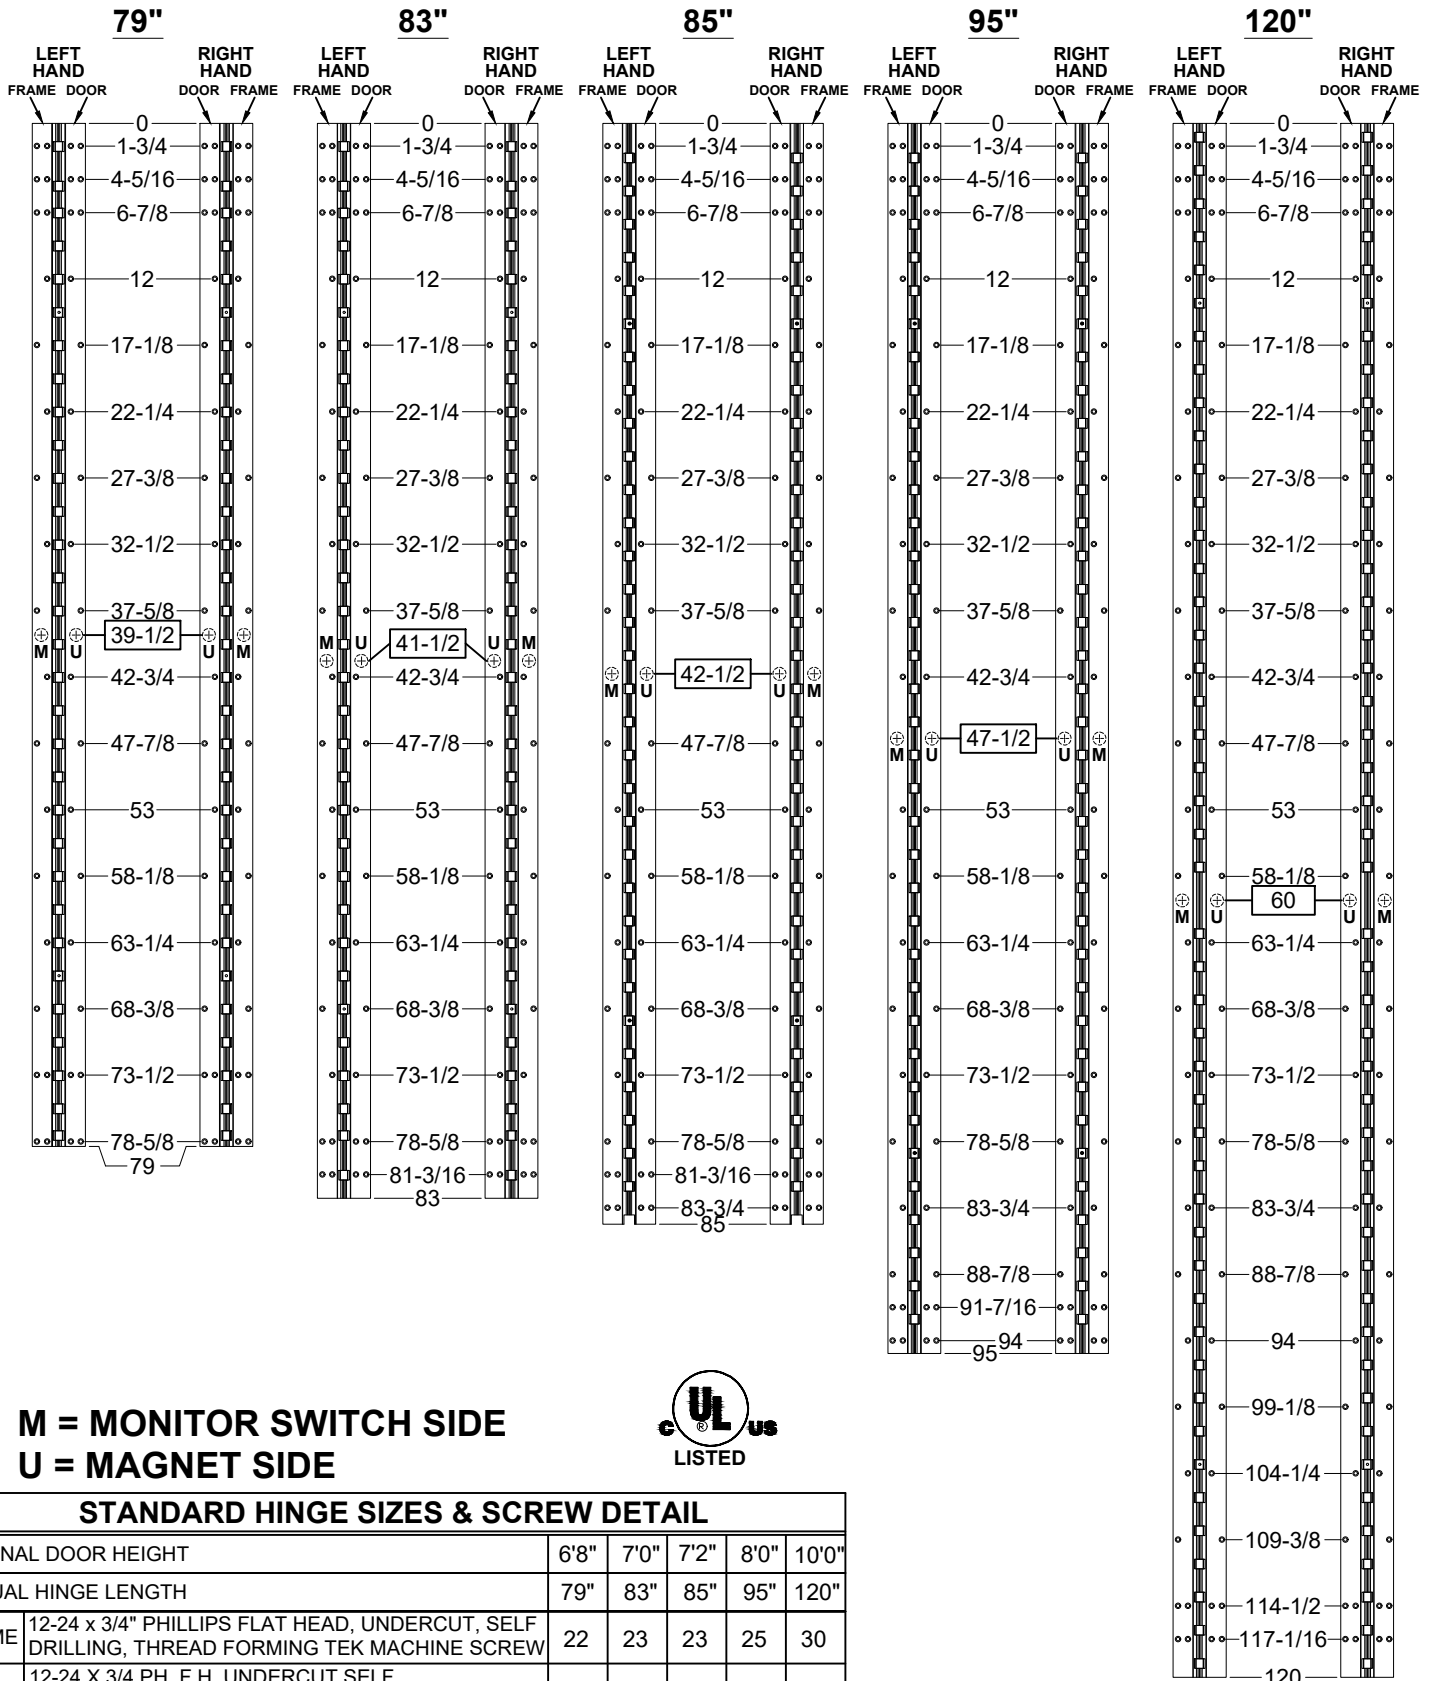 79" 83" 85" 95" 120"
LEFT HAND RIGHT HAND LEFT HAND RIGHT HAND LEFT HAND RIGHT HAND LEFT HAND RIGHT HAND LEFT HAND RIGHT HAND
FRAME DOOR DOOR FRAME FRAME DOOR DOOR FRAME FRAME DOOR DOOR FRAME FRAME DOOR DOOR FRAME FRAME DOOR DOOR FRAME
0 0 0 0 0
1-3/4 1-3/4 1-3/4 1-3/4 1-3/4
4-5/16 4-5/16 4-5/16 4-5/16 4-5/16
6-7/8 6-7/8 6-7/8 6-7/8 6-7/8
12 12 12 12 12
17-1/8 17-1/8 17-1/8 17-1/8 17-1/8
22-1/4 22-1/4 22-1/4 22-1/4 22-1/4
27-3/8 27-3/8 27-3/8 27-3/8 27-3/8
32-1/2 32-1/2 32-1/2 32-1/2 32-1/2
37-5/8 37-5/8 37-5/8 37-5/8 37-5/8
39-1/2 M U 41-1/2 U M
M U U M
42-3/4 42-3/4 42-1/2 42-3/4 42-3/4
M U U M
47-7/8 47-7/8 47-7/8 47-1/2 47-7/8
M U U M
53 53 53 53 53
58-1/8 58-1/8 58-1/8 58-1/8 58-1/8
60
M U U M
63-1/4 63-1/4 63-1/4 63-1/4 63-1/4
68-3/8 68-3/8 68-3/8 68-3/8 68-3/8
73-1/2 73-1/2 73-1/2 73-1/2 73-1/2
78-5/8 78-5/8 78-5/8 78-5/8 78-5/8
79 81-3/16 81-3/16
83 83-3/4 83-3/4 83-3/4
85
88-7/8 88-7/8
91-7/16
94 94
95
99-1/8
104-1/4
109-3/8
114-1/2
117-1/16
120
M = MONITOR SWITCH SIDE
U = MAGNET SIDE
C UL ® US
LISTED
STANDARD HINGE SIZES & SCREW DETAIL
NAL DOOR HEIGHT 6'8" 7'0" 7'2" 8'0" 10'0"
UAL HINGE LENGTH 79" 83" 85" 95" 120"
ME 12-24 x 3/4" PHILLIPS FLAT HEAD, UNDERCUT, SELF
DRILLING, THREAD FORMING TEK MACHINE SCREW 22 23 23 25 30
12-24 X 3/4 PH. F.H. UNDERCUT SELF